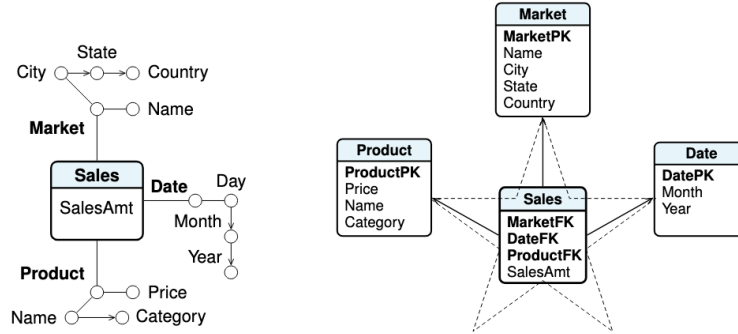 State
City
Country
Name
Market
Sales
SalesAmt
Date
Day
Month
Year
Product
Price
Name
Category
Market
MarketPK
Name
City
State
Country
Product
ProductPK
Price
Name
Category
Sales
MarketFK
DateFK
ProductFK
SalesAmt
Date
DatePK
Month
Year